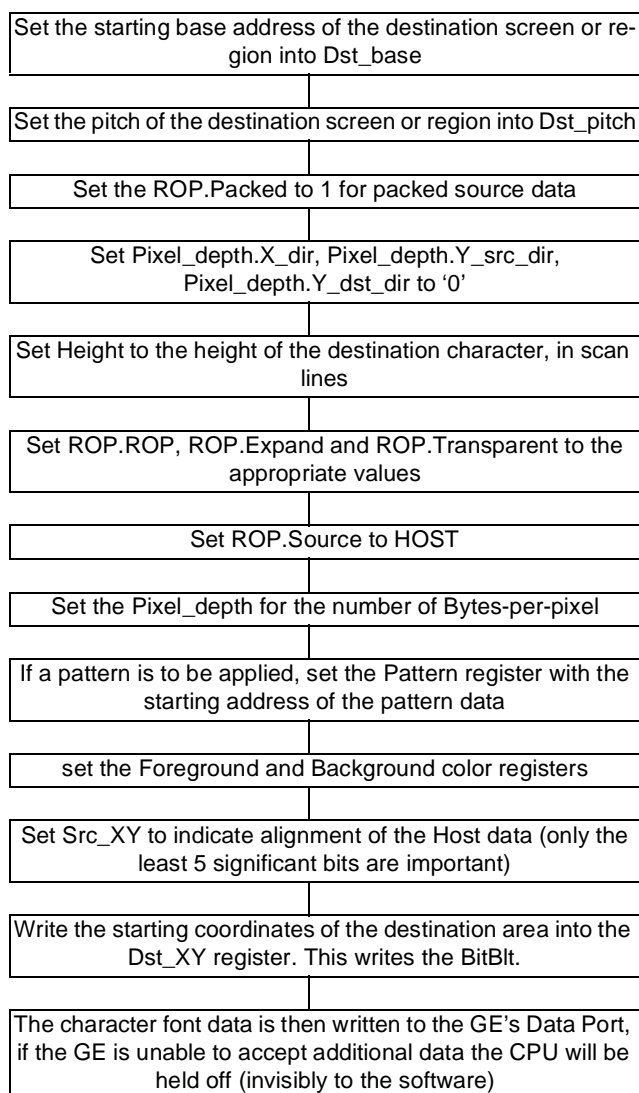 Set the starting base address of the destination screen or re-
gion into Dst_base
Set the pitch of the destination screen or region into Dst_pitch
Set the ROP.Packed to 1 for packed source data
Set Pixel_depth.X_dir, Pixel_depth.Y_src_dir,
Pixel_depth.Y_dst_dir to ‘0’
Set Height to the height of the destination character, in scan
lines
Set ROP.ROP, ROP.Expand and ROP.Transparent to the
appropriate values
Set ROP.Source to HOST
Set the Pixel_depth for the number of Bytes-per-pixel
If a pattern is to be applied, set the Pattern register with the
starting address of the pattern data
set the Foreground and Background color registers
Set Src_XY to indicate alignment of the Host data (only the
least 5 significant bits are important)
Write the starting coordinates of the destination area into the
Dst_XY register. This writes the BitBlt.
The character font data is then written to the GE’s Data Port,
if the GE is unable to accept additional data the CPU will be
held off (invisibly to the software)